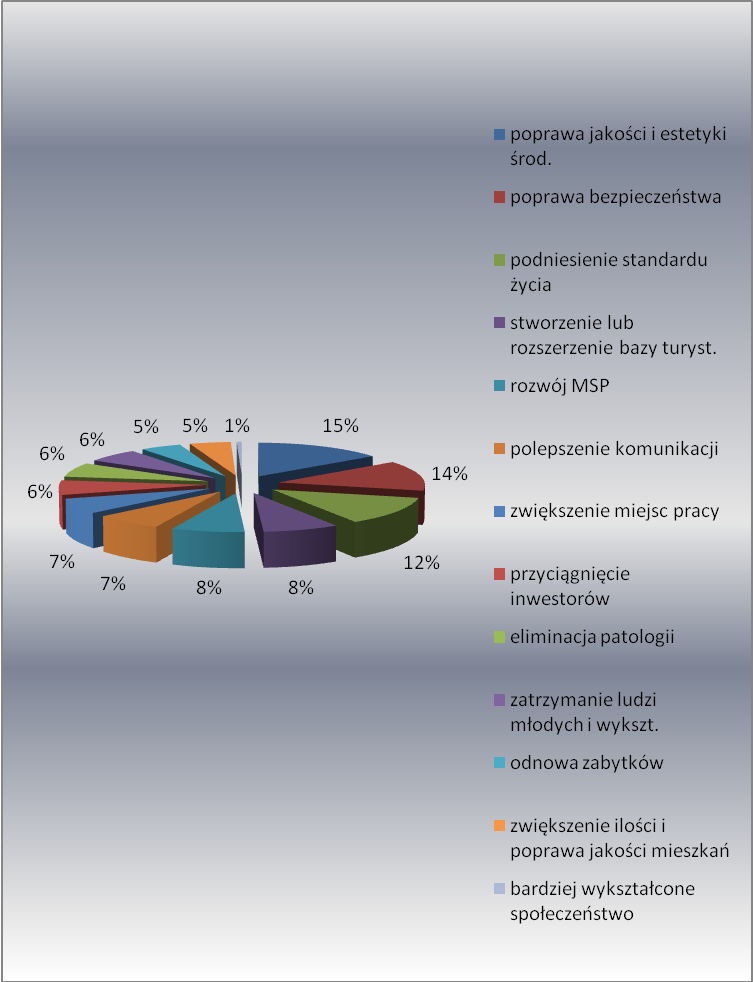 poprawa jakości i estetyki
środ.
poprawa bezpieczeństwa
podniesienie standardu
życia
stworzenie lub
rozszerzenie bazy turyst.
rozwój MSP
polepszenie komunikacji
zwiększenie miejsc pracy
przyciągnięcie
inwestorów
eliminacja patologii
zatrzymanie ludzi
młodych i wykszt.
odnowa zabytków
zwiększenie ilości i
poprawa jakości mieszkań
bardziej wykształcone
społeczeństwo
15%
14%
12%
8%
8%
7%
7%
6%
6%
6%
5%
5%
1%